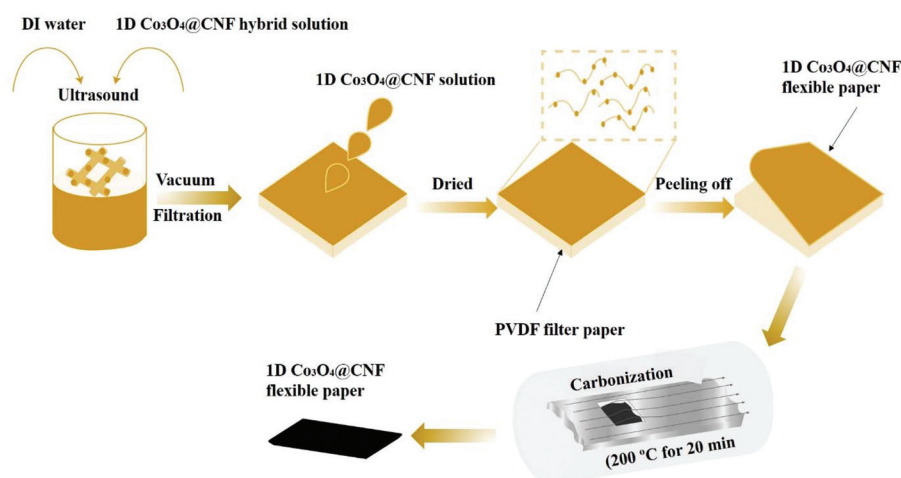 DI water
1D Co₃O₄@CNF hybrid solution
Ultrasound
1D Co₃O₄@CNF solution
1D Co₃O₄@CNF
flexible paper
Vacuum
Filtration
Dried
Peeling off
PVDF filter paper
1D Co₃O₄@CNF
flexible paper
Carbonization
(200 ºC for 20 min